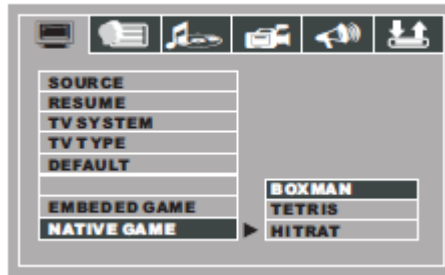 SOURCE
RESUME
TV SYSTEM
TV TYPE
DEFAULT
BOXMAN
EMBEDED GAME
TETRIS
NATIVE GAME
HITRAT